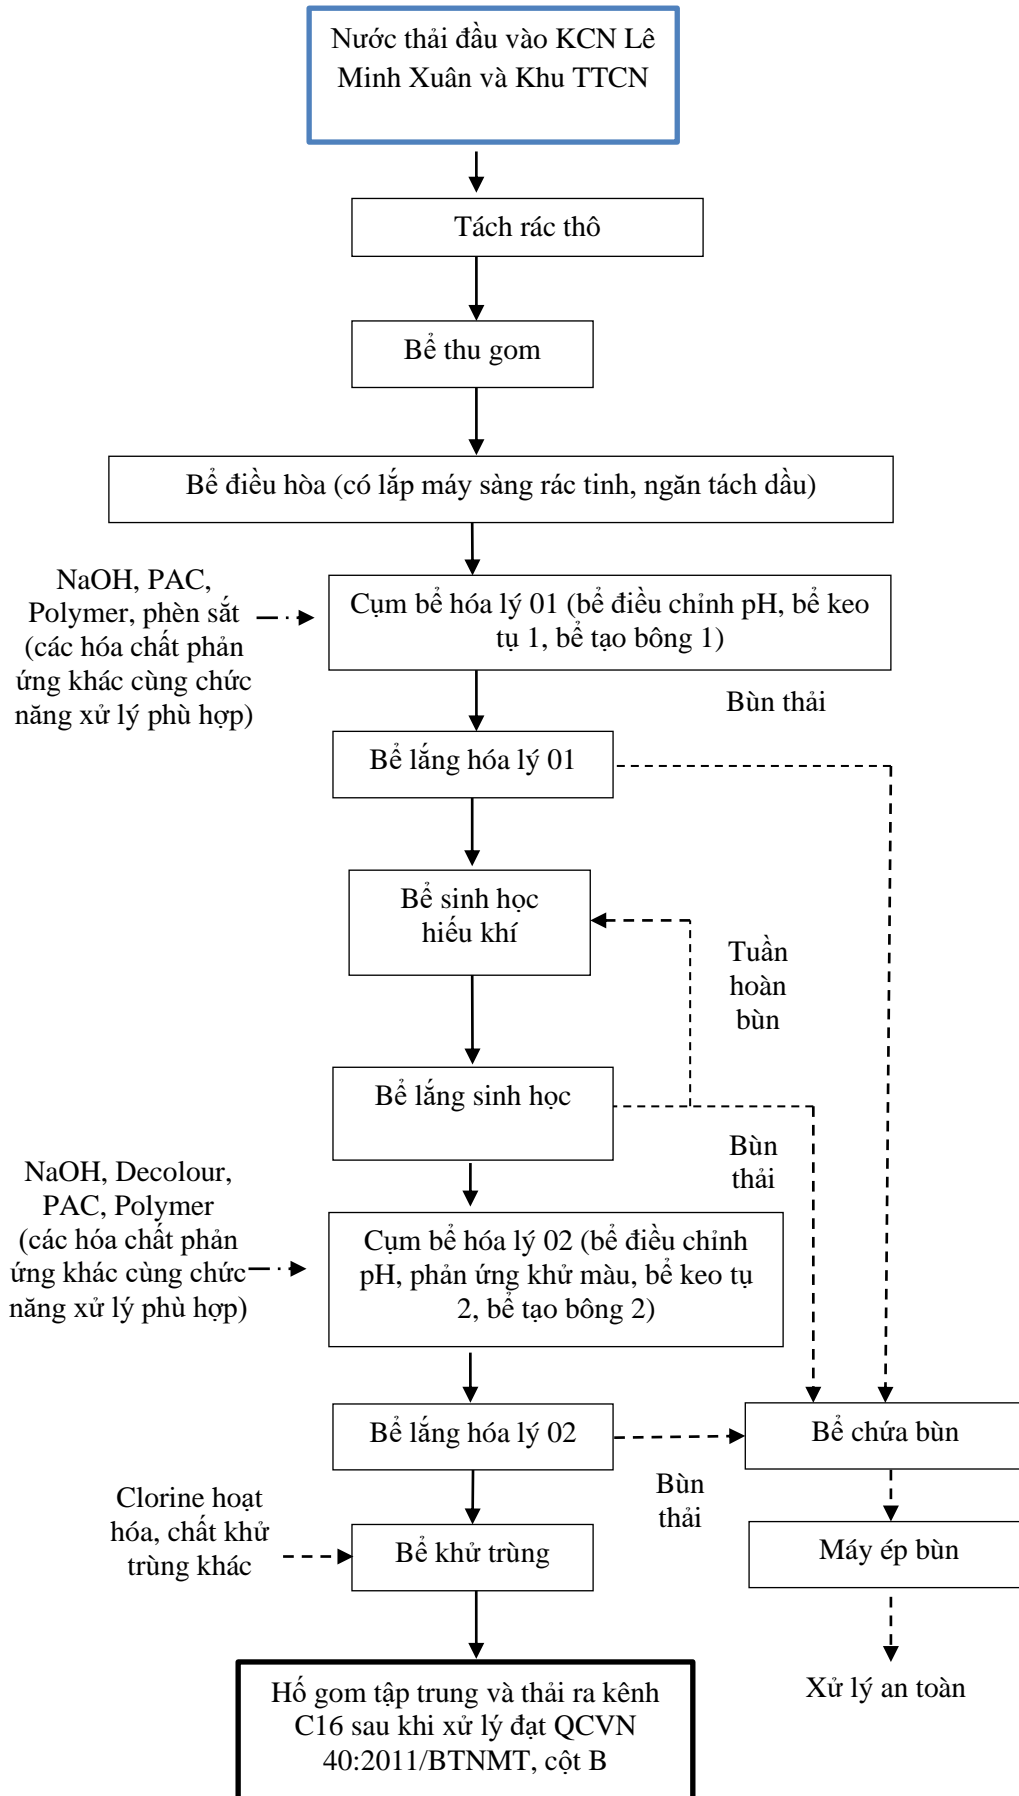 Nước thải đầu vào KCN Lê
Minh Xuân và Khu TTCN
Tách rác thô
Bể thu gom
Bể điều hòa (có lắp máy sàng rác tinh, ngăn tách dầu)
NaOH, PAC,
Polymer, phèn sắt
(các hóa chất phản
ứng khác cùng chức
năng xử lý phù hợp)
Cụm bể hóa lý 01 (bể điều chỉnh pH, bể keo
tụ 1, bể tạo bông 1)
Bùn thải
Bể lắng hóa lý 01
Bể sinh học
hiếu khí
Tuần
hoàn
bùn
Bể lắng sinh học
Bùn
thải
NaOH, Decolour,
PAC, Polymer
(các hóa chất phản
ứng khác cùng chức
năng xử lý phù hợp)
Cụm bể hóa lý 02 (bể điều chỉnh
pH, phản ứng khử màu, bể keo tụ
2, bể tạo bông 2)
Bể lắng hóa lý 02
Bùn
thải
Bể chứa bùn
Clorine hoạt
hóa, chất khử
trùng khác
Bể khử trùng
Máy ép bùn
Xử lý an toàn
Hố gom tập trung và thải ra kênh
C16 sau khi xử lý đạt QCVN
40:2011/BTNMT, cột B